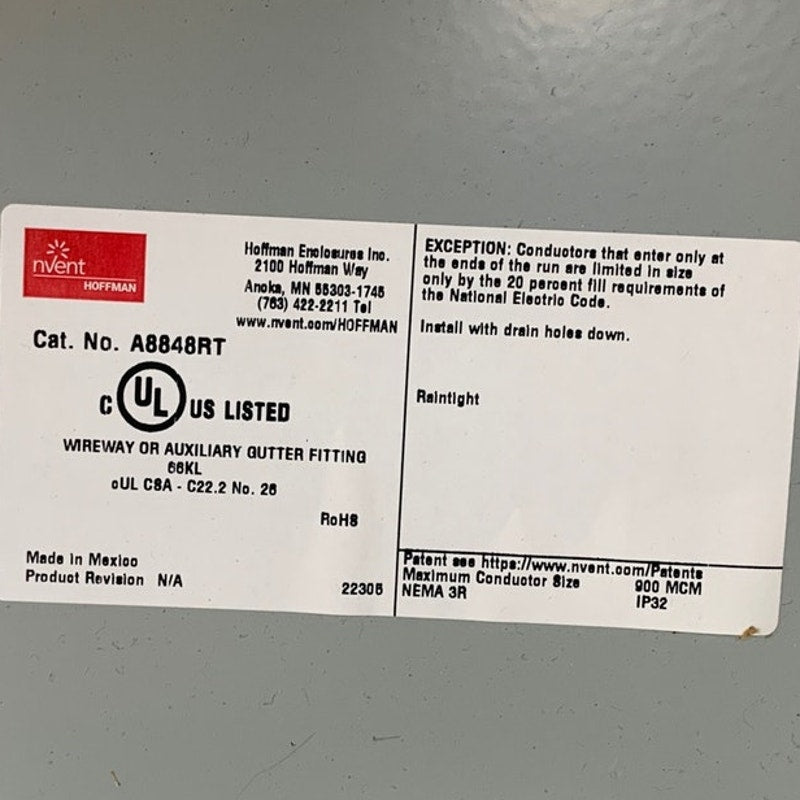 nVent
HOFFMAN
Hoffman Enclosures Inc.
2100 Hoffman Way
Anoka, MN 55303-1745
(763) 422-2211 Tel
www.nvent.com/HOFFMAN
Cat. No. A8848RT
C UL US LISTED
WIREWAY OR AUXILIARY GUTTER FITTING
66KL
cUL CSA - C22.2 No. 26
RoHS
Made in Mexico
Product Revision N/A
22305
EXCEPTION: Conductors that enter only at
the ends of the run are limited in size
only by the 20 percent fill requirements of
the National Electric Code.
Install with drain holes down.
Raintight
Patent see https://www.nvent.com/Patents
Maximum Conductor Size 900 MCM
NEMA 3R IP32